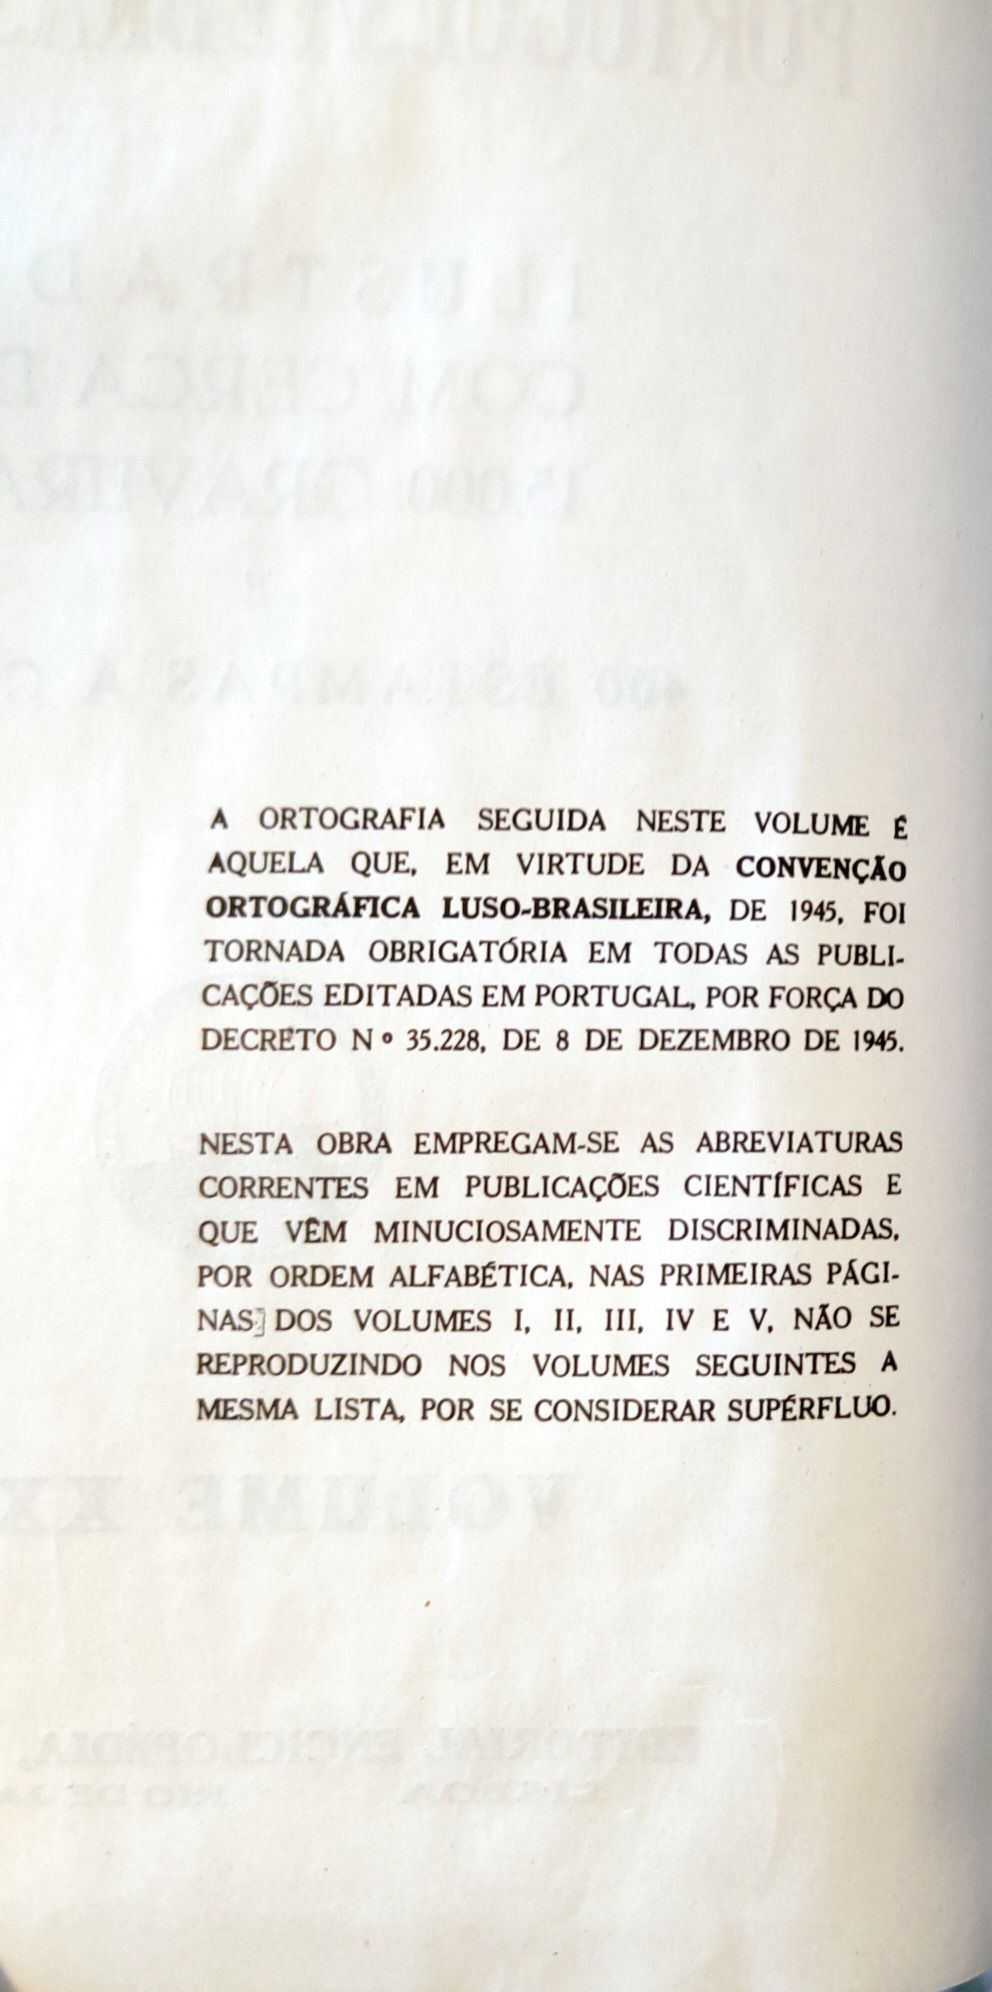 A ORTOGRAFIA SEGUIDA NESTE VOLUME É
AQUELA QUE, EM VIRTUDE DA CONVENÇÃO
ORTOGRÁFICA LUSO-BRASILEIRA, DE 1945, FOI
TORNADA OBRIGATÓRIA EM TODAS AS PUBLI-
CAÇÕES EDITADAS EM PORTUGAL, POR FORÇA DO
DECRETO Nº 35.228, DE 8 DE DEZEMBRO DE 1945.
NESTA OBRA EMPREGAM-SE AS ABREVIATURAS
CORRENTES EM PUBLICAÇÕES CIENTÍFICAS E
QUE VÊM MINUCIOSAMENTE DISCRIMINADAS,
POR ORDEM ALFABÉTICA, NAS PRIMEIRAS PÁGI-
NAS DOS VOLUMES I, II, III, IV E V, NÃO SE
REPRODUZINDO NOS VOLUMES SEGUINTES A
MESMA LISTA, POR SE CONSIDERAR SUPÉRFLUO.